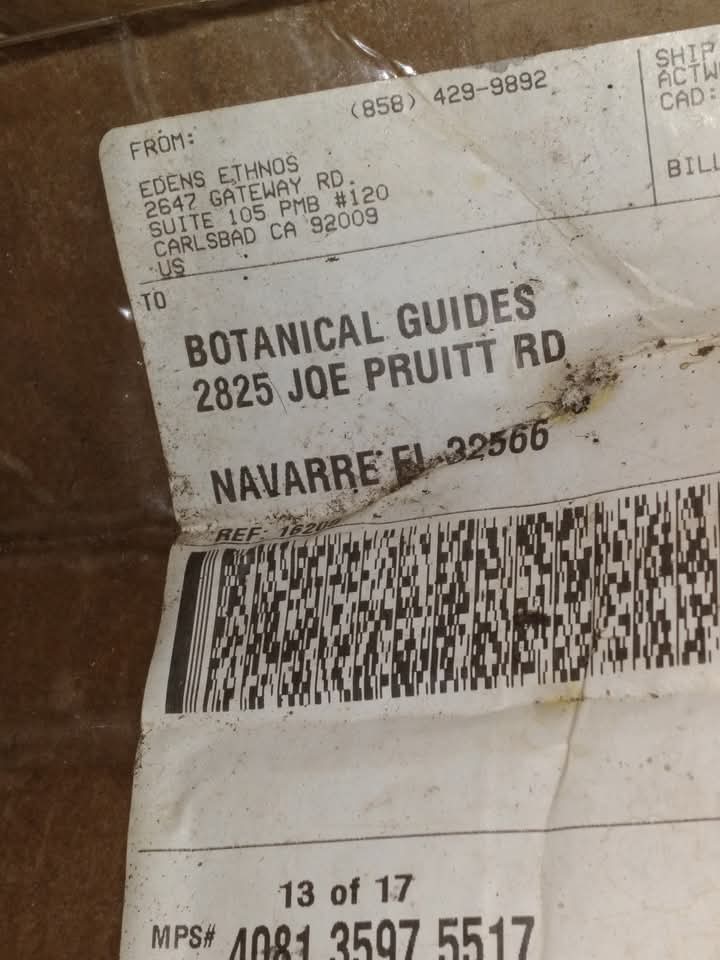 (858) 429-9892
SHIP
ACTW
CAD:
BILL
FROM:
EDENS ETHNOS
2647 GATEWAY RD.
SUITE 105 PMB #120
CARLSBAD CA 92009
US
TO
BOTANICAL GUIDES
2825 JOE PRUITT RD
NAVARRE FL 32566
REF:
13 of 17
MPS# 4081 3597 5517